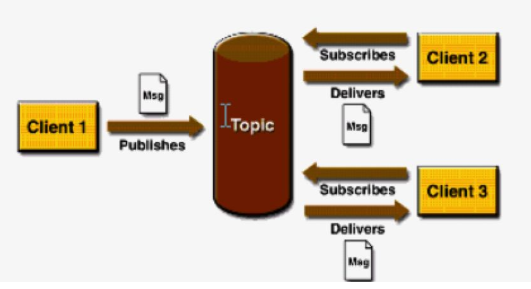 Msg
Client 1
Publishes
Topic
Subscribes
Client 2
Delivers
Msg
Subscribes
Client 3
Delivers
Msg